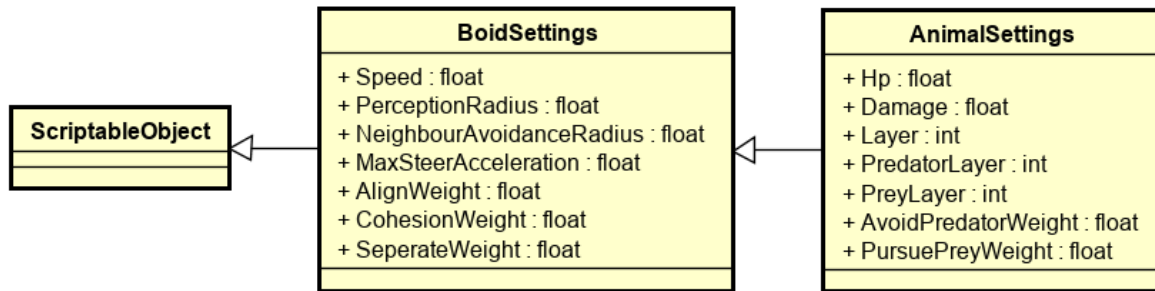 ScriptableObject
BoidSettings
+ Speed : float
+ PerceptionRadius : float
+ NeighbourAvoidanceRadius : float
+ MaxSteerAcceleration : float
+ AlignWeight : float
+ CohesionWeight : float
+ SeperateWeight : float
AnimalSettings
+ Hp : float
+ Damage : float
+ Layer : int
+ PredatorLayer : int
+ PreyLayer : int
+ AvoidPredatorWeight : float
+ PursuePreyWeight : float